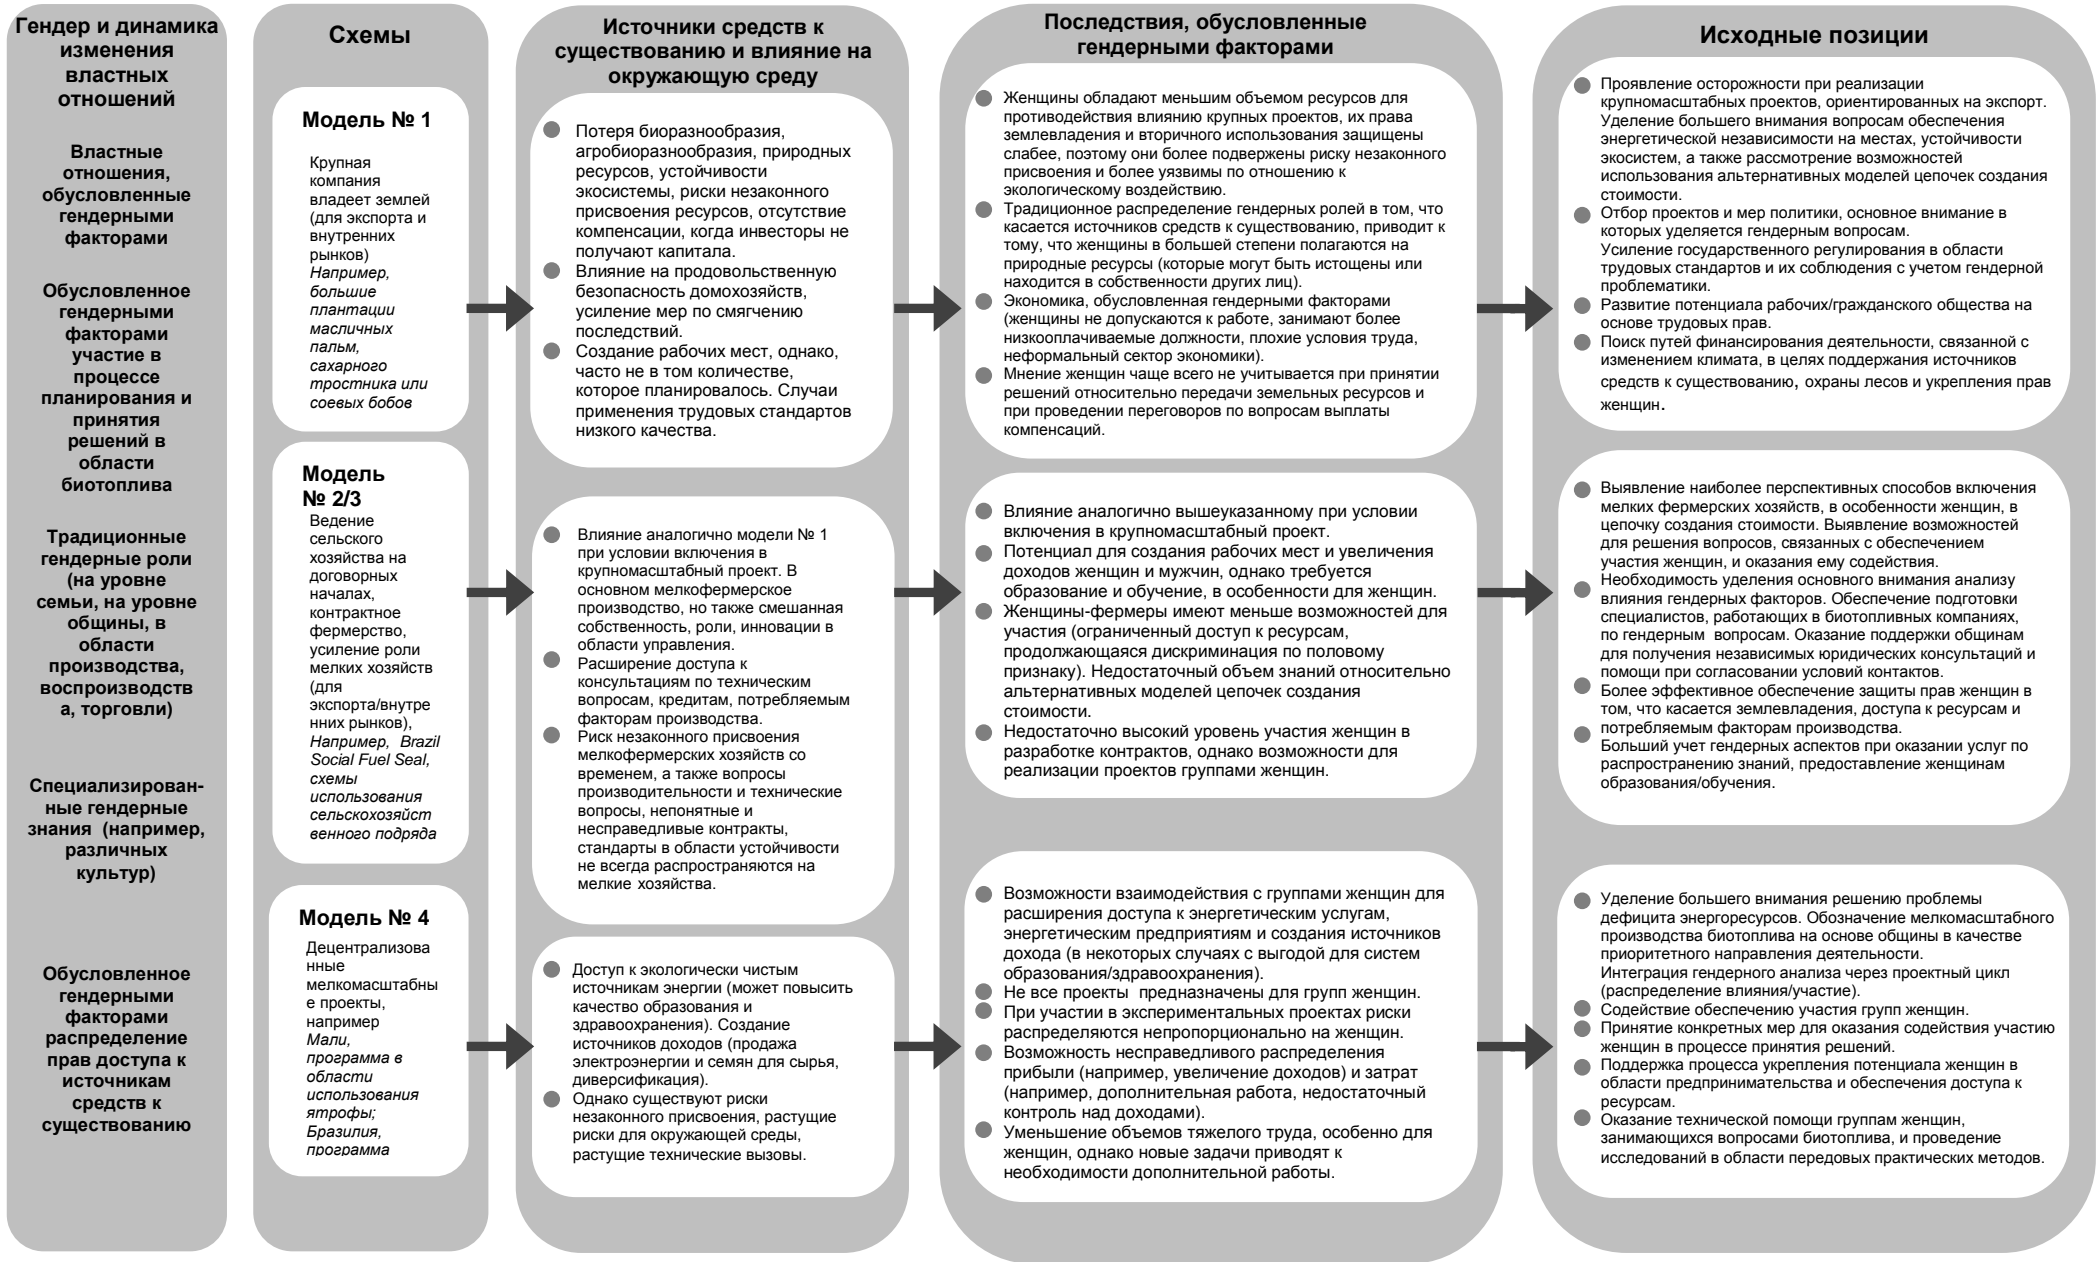 Гендер и динамика
изменения
властных
отношений
Властные
отношения,
обусловленные
гендерными
факторами
Обусловленное
гендерными
факторами
участие в
процессе
планирования и
принятия
решений в
области
биотоплива
Традиционные
гендерные роли
(на уровне
семьи, на уровне
общины, в
области
производства,
воспроизводств
а, торговли)
Специализирован-
ные гендерные
знания (например,
различных
культур)
Обусловленное
гендерными
факторами
распределение
прав доступа к
источникам
средств к
существованию
Схемы
Модель № 1
Крупная
компания
владеет землей
(для экспорта и
внутренних
рынков)
Например,
большие
плантации
масличных
пальм,
сахарного
тростника или
соевых бобов
Модель
№ 2/3
Ведение
сельского
хозяйства на
договорных
началах,
контрактное
фермерство,
усиление роли
мелких хозяйств
(для
экспорта/внутре
нних рынков),
Например, Brazil
Social Fuel Seal,
схемы
использования
сельскохозяйст
венного подряда
Модель № 4
Децентрализова
нные
мелкомасштабны
е проекты,
например
Мали,
программа в
области
использования
ятрофы;
Бразилия,
программа
Источники средств к
существованию и влияние на
окружающую среду
Потеря биоразнообразия,
агробиоразнообразия, природных
ресурсов, устойчивости
экосистемы, риски незаконного
присвоения ресурсов, отсутствие
компенсации, когда инвесторы не
получают капитала.
Влияние на продовольственную
безопасность домохозяйств,
усиление мер по смягчению
последствий.
Создание рабочих мест, однако,
часто не в том количестве,
которое планировалось. Случаи
применения трудовых стандартов
низкого качества.
Влияние аналогично модели № 1
при условии включения в
крупномасштабный проект. В
основном мелкофермерское
производство, но также смешанная
собственность, роли, инновации в
области управления.
Расширение доступа к
консультациям по техническим
вопросам, кредитам, потребляемым
факторам производства.
Риск незаконного присвоения
мелкофермерских хозяйств со
временем, а также вопросы
производительности и технические
вопросы, непонятные и
несправедливые контракты,
стандарты в области устойчивости
не всегда распространяются на
мелкие хозяйства.
Доступ к экологически чистым
источникам энергии (может повысить
качество образования и
здравоохранения). Создание
источников доходов (продажа
электроэнергии и семян для сырья,
диверсификация).
Однако существуют риски
незаконного присвоения, растущие
риски для окружающей среды,
растущие технические вызовы.
Последствия, обусловленные
гендерными факторами
Женщины обладают меньшим объемом ресурсов для
противодействия влиянию крупных проектов, их права
землевладения и вторичного использования защищены
слабее, поэтому они более подвержены риску незаконного
присвоения и более уязвимы по отношению к
экологическому воздействию.
Традиционное распределение гендерных ролей в том, что
касается источников средств к существованию, приводит к
тому, что женщины в большей степени полагаются на
природные ресурсы (которые могут быть истощены или
находится в собственности других лиц).
Экономика, обусловленная гендерными факторами
(женщины не допускаются к работе, занимают более
низкооплачиваемые должности, плохие условия труда,
неформальный сектор экономики).
Мнение женщин чаще всего не учитывается при принятии
решений относительно передачи земельных ресурсов и
при проведении переговоров по вопросам выплаты
компенсаций.
Влияние аналогично вышеуказанному при условии
включения в крупномасштабный проект.
Потенциал для создания рабочих мест и увеличения
доходов женщин и мужчин, однако требуется
образование и обучение, в особенности для женщин.
Женщины-фермеры имеют меньше возможностей для
участия (ограниченный доступ к ресурсам,
продолжающаяся дискриминация по половому
признаку). Недостаточный объем знаний относительно
альтернативных моделей цепочек создания
стоимости.
Недостаточно высокий уровень участия женщин в
разработке контрактов, однако возможности для
реализации проектов группами женщин.
Возможности взаимодействия с группами женщин для
расширения доступа к энергетическим услугам,
энергетическим предприятиям и создания источников
дохода (в некоторых случаях с выгодой для систем
образования/здравоохранения).
Не все проекты предназначены для групп женщин.
При участии в экспериментальных проектах риски
распределяются непропорционально на женщин.
Возможность несправедливого распределения
прибыли (например, увеличение доходов) и затрат
(например, дополнительная работа, недостаточный
контроль над доходами).
Уменьшение объемов тяжелого труда, особенно для
женщин, однако новые задачи приводят к
необходимости дополнительной работы.
Исходные позиции
Проявление осторожности при реализации
крупномасштабных проектов, ориентированных на экспорт.
Уделение большего внимания вопросам обеспечения
энергетической независимости на местах, устойчивости
экосистем, а также рассмотрение возможностей
использования альтернативных моделей цепочек создания
стоимости.
Отбор проектов и мер политики, основное внимание в
которых уделяется гендерным вопросам.
Усиление государственного регулирования в области
трудовых стандартов и их соблюдения с учетом гендерной
проблематики.
Развитие потенциала рабочих/гражданского общества на
основе трудовых прав.
Поиск путей финансирования деятельности, связанной с
изменением климата, в целях поддержания источников
средств к существованию, охраны лесов и укрепления прав
женщин.
Выявление наиболее перспективных способов включения
мелких фермерских хозяйств, в особенности женщин, в
цепочку создания стоимости. Выявление возможностей
для решения вопросов, связанных с обеспечением
участия женщин, и оказания ему содействия.
Необходимость уделения основного внимания анализу
влияния гендерных факторов. Обеспечение подготовки
специалистов, работающих в биотопливных компаниях,
по гендерным вопросам. Оказание поддержки общинам
для получения независимых юридических консультаций и
помощи при согласовании условий контактов.
Более эффективное обеспечение защиты прав женщин в
том, что касается землевладения, доступа к ресурсам и
потребляемым факторам производства.
Больший учет гендерных аспектов при оказании услуг по
распространению знаний, предоставление женщинам
образования/обучения.
Уделение большего внимания решению проблемы
дефицита энергоресурсов. Обозначение мелкомасштабного
производства биотоплива на основе общины в качестве
приоритетного направления деятельности.
Интеграция гендерного анализа через проектный цикл
(распределение влияния/участие).
Содействие обеспечению участия групп женщин.
Принятие конкретных мер для оказания содействия участию
женщин в процессе принятия решений.
Поддержка процесса укрепления потенциала женщин в
области предпринимательства и обеспечения доступа к
ресурсам.
Оказание технической помощи группам женщин,
занимающихся вопросами биотоплива, и проведение
исследований в области передовых практических методов.